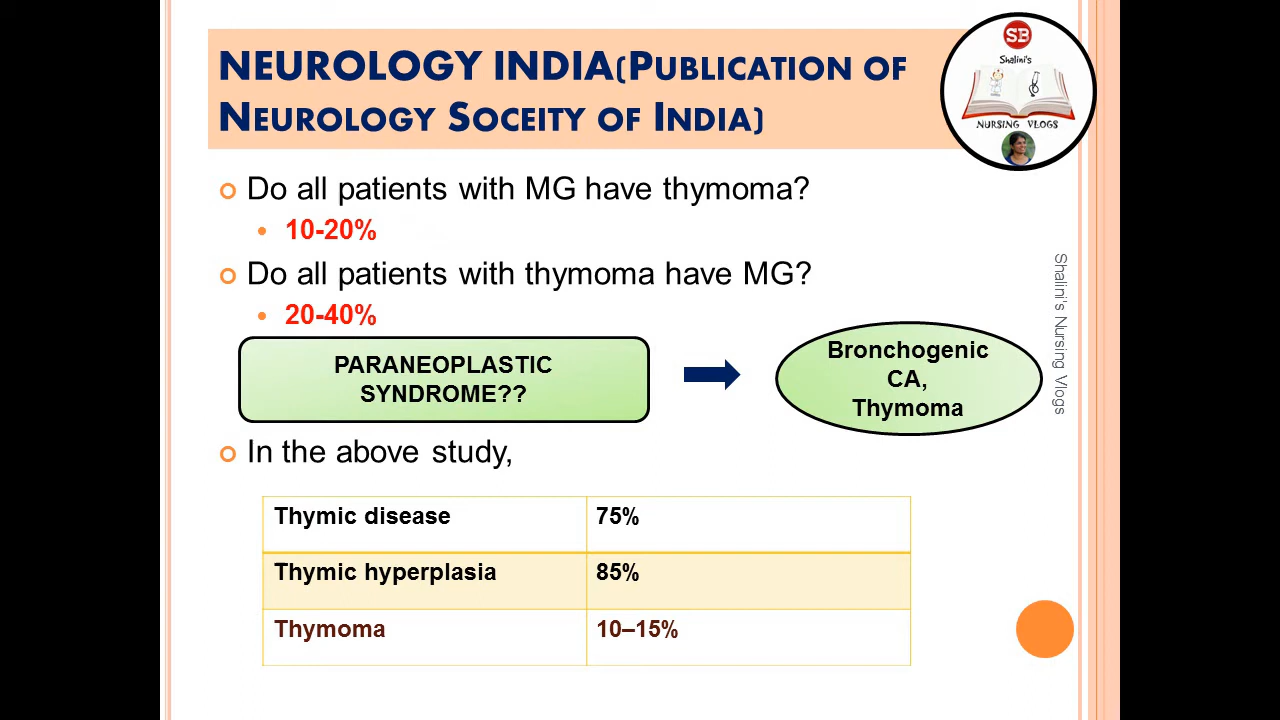 NEUROLOGY INDIA(PUBLICATION OF
NEUROLOGY SOCEITY OF INDIA)
SB
Shalini's
NURSING VLOGS
Do all patients with MG have thymoma?
10-20%
Do all patients with thymoma have MG?
20-40%
PARANEOPLASTIC
SYNDROME??
Bronchogenic
CA,
Thymoma
Shalini's Nursing Vlogs
In the above study,
Thymic disease 75%
Thymic hyperplasia 85%
Thymoma 10–15%